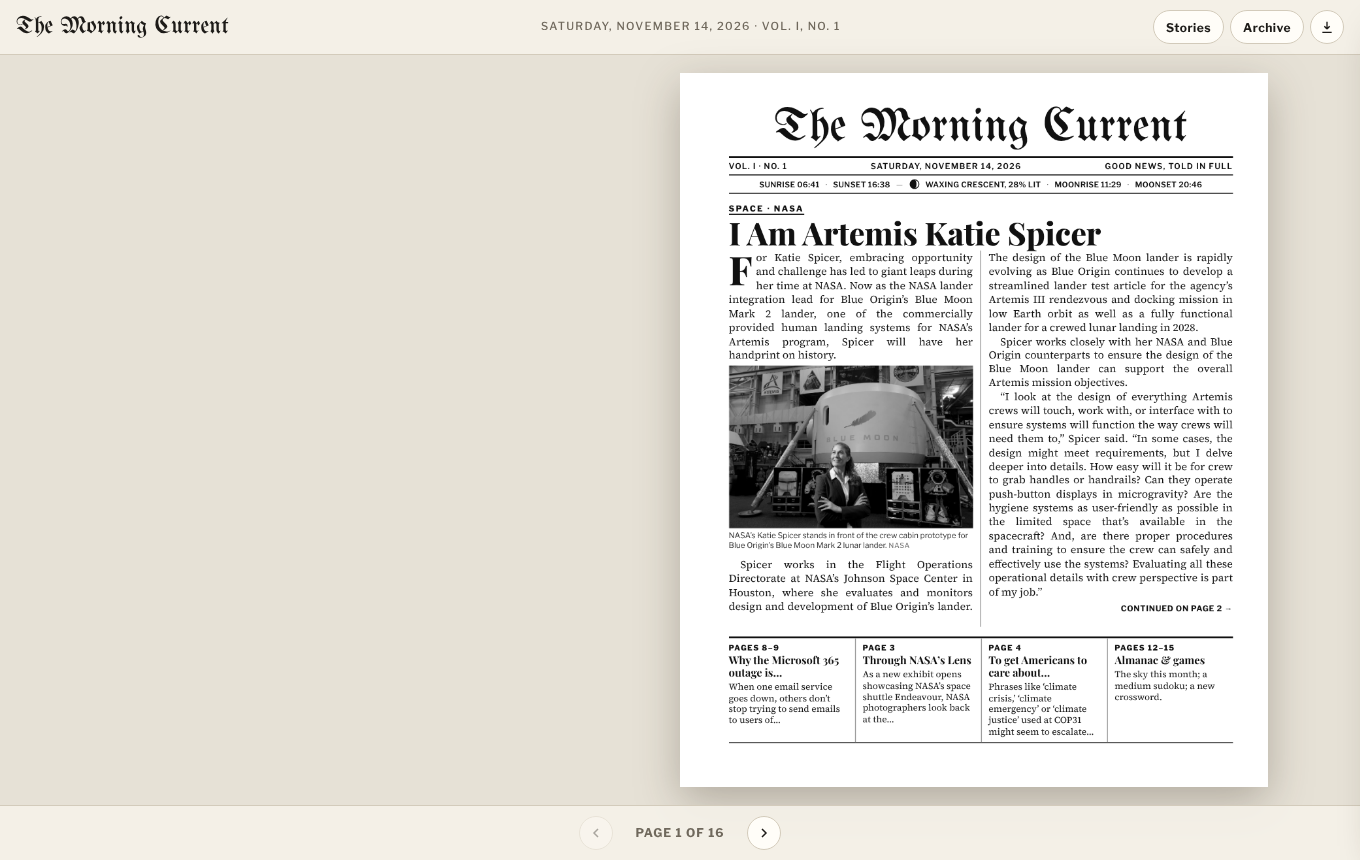 The Morning Current
SATURDAY, NOVEMBER 14, 2026 · VOL. I, NO. 1
Stories
Archive
The Morning Current
VOL. I · NO. 1
SATURDAY, NOVEMBER 14, 2026
GOOD NEWS, TOLD IN FULL
SUNRISE 06:41 · SUNSET 16:38 — WAXING CRESCENT, 28% LIT · MOONRISE 11:29 · MOONSET 20:46
SPACE · NASA
I Am Artemis Katie Spicer
For Katie Spicer, embracing opportunity
and challenge has led to giant leaps during
her time at NASA. Now as the NASA lander
integration lead for Blue Origin’s Blue Moon
Mark 2 lander, one of the commercially
provided human landing systems for NASA’s
Artemis program, Spicer will have her
handprint on history.
BLUE MOON
NASA’s Katie Spicer stands in front of the crew cabin prototype for
Blue Origin’s Blue Moon Mark 2 lunar lander. NASA
Spicer works in the Flight Operations
Directorate at NASA’s Johnson Space Center in
Houston, where she evaluates and monitors
design and development of Blue Origin’s lander.
The design of the Blue Moon lander is rapidly
evolving as Blue Origin continues to develop a
streamlined lander test article for the agency’s
Artemis III rendezvous and docking mission in
low Earth orbit as well as a fully functional
lander for a crewed lunar landing in 2028.
Spicer works closely with her NASA and Blue
Origin counterparts to ensure the design of the
Blue Moon lander can support the overall
Artemis mission objectives.
“I look at the design of everything Artemis
crews will touch, work with, or interface with to
ensure systems will function the way crews will
need them to,” Spicer said. “In some cases, the
design might meet requirements, but I delve
deeper into details. How easy will it be for crew
to grab handles or handrails? Can they operate
push-button displays in microgravity? Are the
hygiene systems as user-friendly as possible in
the limited space that’s available in the
spacecraft? And, are there proper procedures
and training to ensure the crew can safely and
effectively use the systems? Evaluating all these
operational details with crew perspective is part
of my job.”
CONTINUED ON PAGE 2 →
PAGES 8–9
Why the Microsoft 365
outage is…
When one email service
goes down, others don’t
stop trying to send emails
to users of…
PAGE 3
Through NASA’s Lens
As a new exhibit opens
showcasing NASA’s space
shuttle Endeavour, NASA
photographers look back
at the…
PAGE 4
To get Americans to
care about…
Phrases like ‘climate
crisis,’ ‘climate
emergency’ or ‘climate
justice’ used at COP31
might seem to escalate…
PAGES 12–15
Almanac & games
The sky this month; a
medium sudoku; a new
crossword.
PAGE 1 OF 16